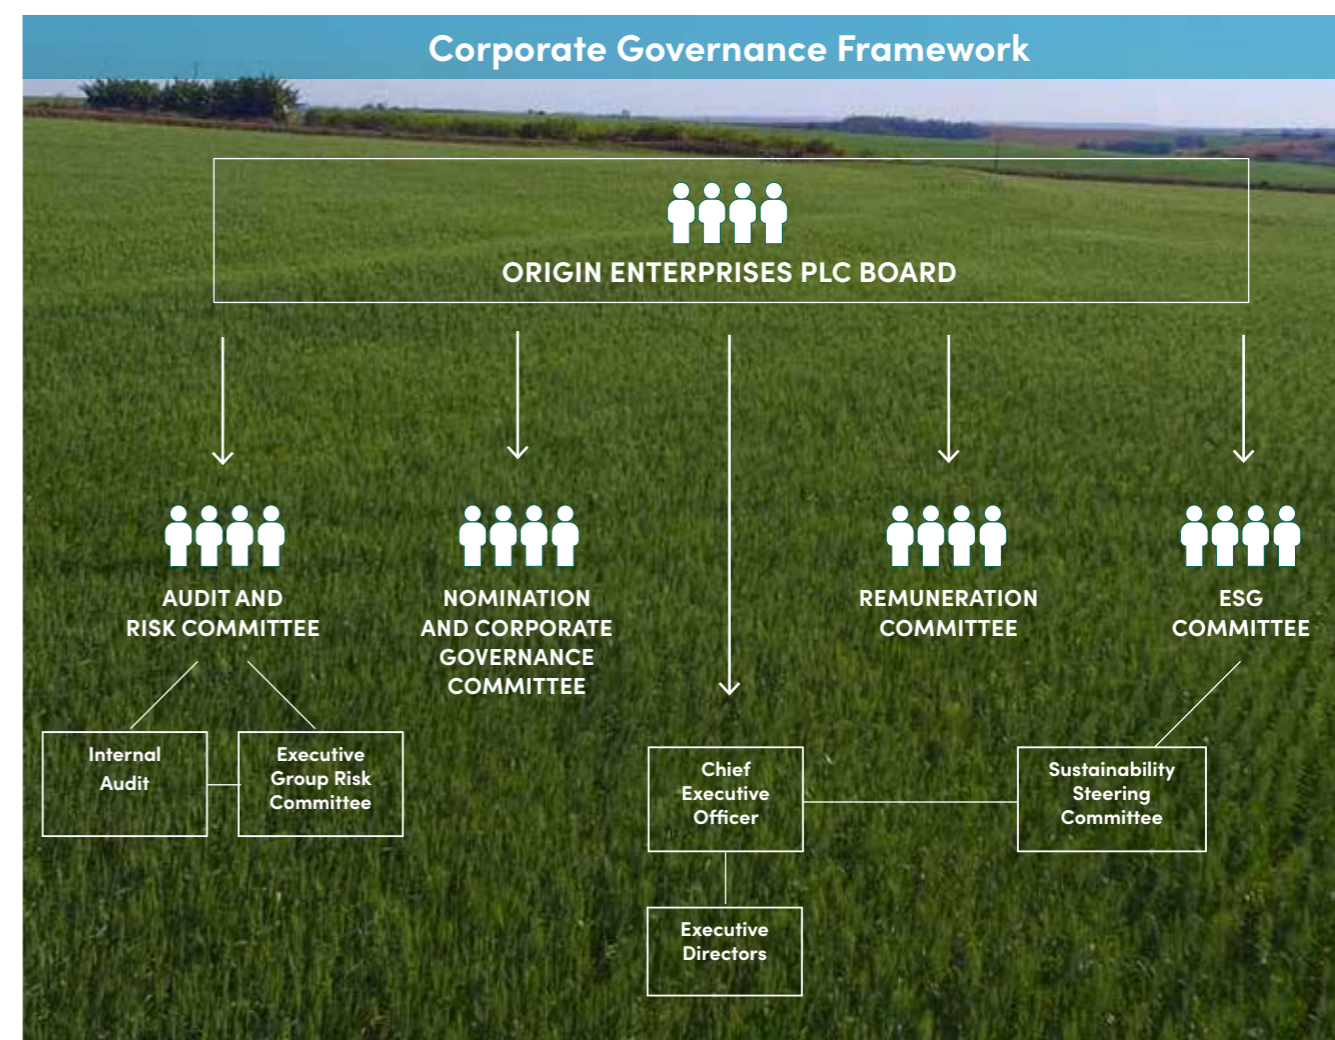 Corporate Governance Framework
ORIGIN ENTERPRISES PLC BOARD
AUDIT AND
RISK COMMITTEE
NOMINATION
AND CORPORATE
GOVERNANCE
COMMITTEE
REMUNERATION
COMMITTEE
ESG
COMMITTEE
Internal
Audit
Executive
Group Risk
Committee
Chief
Executive
Officer
Sustainability
Steering
Committee
Executive
Directors